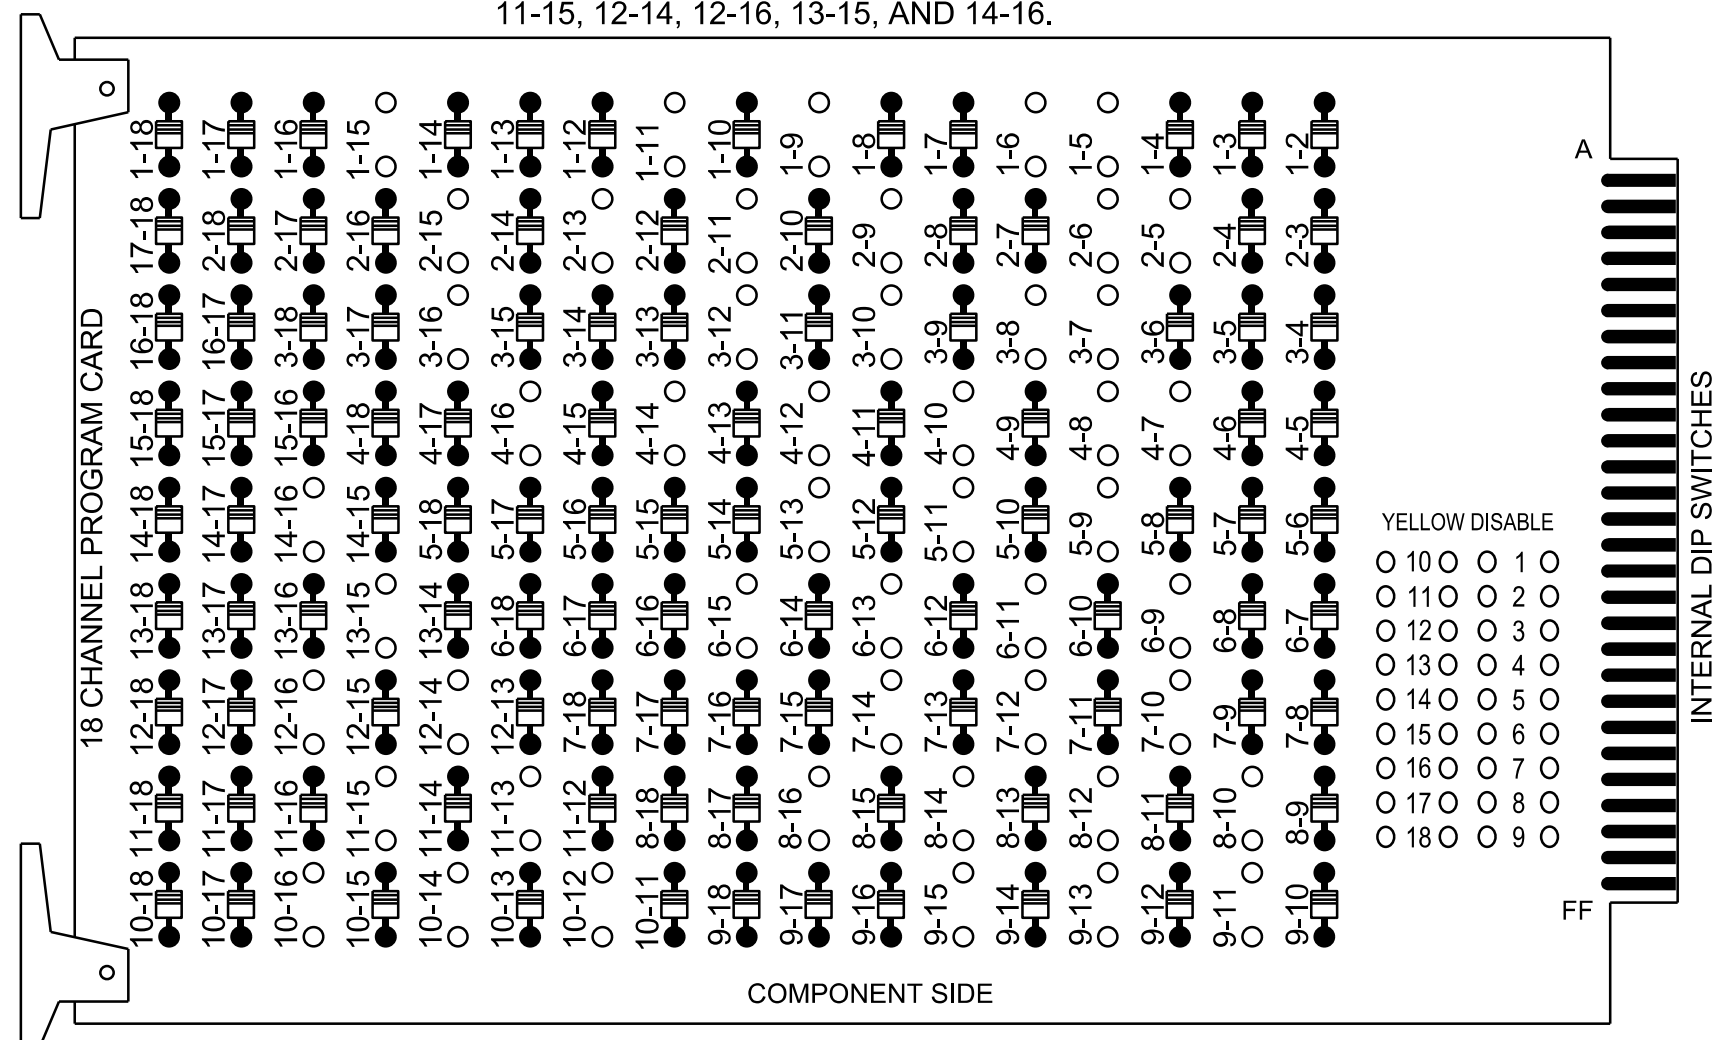 11-15, 12-14, 12-16, 13-15, AND 14-16.
1-18 1-17 1-16 1-15 1-14 1-13 1-12 1-11 1-10 1-9 1-8 1-7 1-6 1-5 1-4 1-3 1-2
17-18 2-18 2-17 2-16 2-15 2-14 2-13 2-12 2-11 2-10 2-9 2-8 2-7 2-6 2-5 2-4 2-3
16-18 16-17 3-18 3-17 3-16 3-15 3-14 3-13 3-12 3-11 3-10 3-9 3-8 3-7 3-6 3-5 3-4
15-18 15-17 15-16 4-18 4-17 4-16 4-15 4-14 4-13 4-12 4-11 4-10 4-9 4-8 4-7 4-6 4-5
14-18 14-17 14-16 14-15 5-18 5-17 5-16 5-15 5-14 5-13 5-12 5-11 5-10 5-9 5-8 5-7 5-6
13-18 13-17 13-16 13-15 13-14 6-18 6-17 6-16 6-15 6-14 6-13 6-12 6-11 6-10 6-9 6-8 6-7
12-18 12-17 12-16 12-15 12-14 12-13 7-18 7-17 7-16 7-15 7-14 7-13 7-12 7-11 7-10 7-9 7-8
11-18 11-17 11-16 11-15 11-14 11-13 11-12 8-18 8-17 8-16 8-15 8-14 8-13 8-12 8-11 8-10 8-9
10-18 10-17 10-16 10-15 10-14 10-13 10-12 10-11 9-18 9-17 9-16 9-15 9-14 9-13 9-12 9-11 9-10
18 CHANNEL PROGRAM CARD
COMPONENT SIDE
YELLOW DISABLE
10 1
11 2
12 3
13 4
14 5
15 6
16 7
17 8
18 9
A
FF
INTERNAL DIP SWITCHES